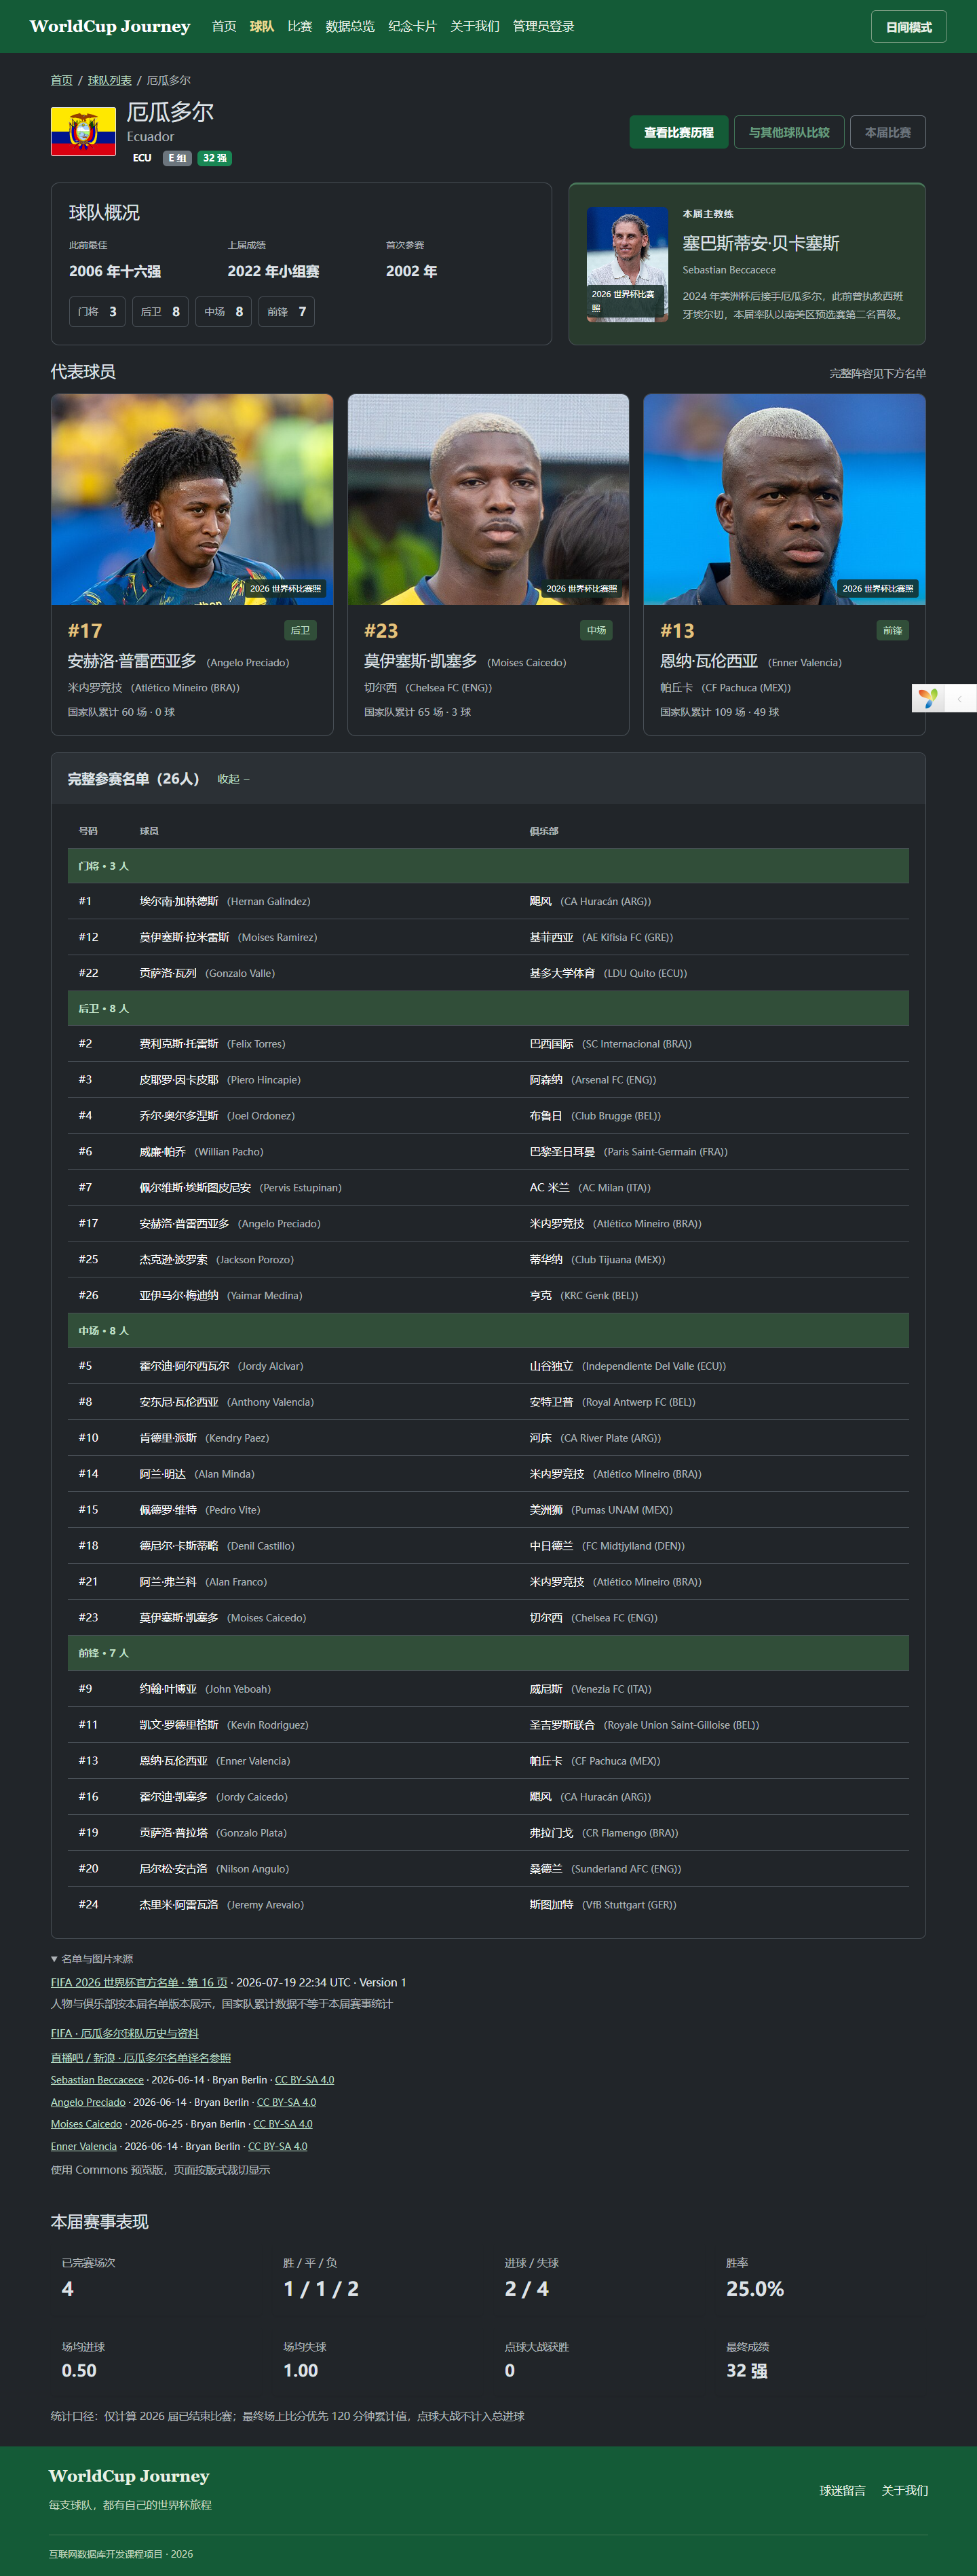 WorldCup Journey 首页 球队 比赛 数据总览 纪念卡片 关于我们 管理员登录 日间模式
首页 / 球队列表 / 厄瓜多尔
厄瓜多尔
Ecuador
ECU E 组 32 强
查看比赛历程 与其他球队比较 本届比赛
球队概况
此前最佳 上届成绩 首次参赛
2006 年十六强 2022 年小组赛 2002 年
门将 3 后卫 8 中场 8 前锋 7
2026 世界杯比赛
照
本届主教练
塞巴斯蒂安·贝卡塞斯
Sebastian Beccacece
2024 年美洲杯后接手厄瓜多尔，此前曾执教西班
牙埃尔切，本届率队以南美区预选赛第二名晋级。
代表球员 完整阵容见下方名单
2026 世界杯比赛照
#17 后卫
安赫洛·普雷西亚多 （Angelo Preciado）
米内罗竞技 （Atlético Mineiro (BRA)）
国家队累计 60 场 · 0 球
2026 世界杯比赛照
#23 中场
莫伊塞斯·凯塞多 （Moises Caicedo）
切尔西 （Chelsea FC (ENG)）
国家队累计 65 场 · 3 球
2026 世界杯比赛照
#13 前锋
恩纳·瓦伦西亚 （Enner Valencia）
帕丘卡 （CF Pachuca (MEX)）
国家队累计 109 场 · 49 球
完整参赛名单（26人） 收起 −
号码 球员 俱乐部
门将 • 3 人
#1 埃尔南·加林德斯 （Hernan Galindez） 飓风 （CA Huracán (ARG)）
#12 莫伊塞斯·拉米雷斯 （Moises Ramirez） 基菲西亚 （AE Kifisia FC (GRE)）
#22 贡萨洛·瓦列 （Gonzalo Valle） 基多大学体育 （LDU Quito (ECU)）
后卫 • 8 人
#2 费利克斯·托雷斯 （Felix Torres） 巴西国际 （SC Internacional (BRA)）
#3 皮耶罗·因卡皮耶 （Piero Hincapie） 阿森纳 （Arsenal FC (ENG)）
#4 乔尔·奥尔多涅斯 （Joel Ordonez） 布鲁日 （Club Brugge (BEL)）
#6 威廉·帕乔 （Willian Pacho） 巴黎圣日耳曼 （Paris Saint-Germain (FRA)）
#7 佩尔维斯·埃斯图皮尼安 （Pervis Estupinan） AC 米兰 （AC Milan (ITA)）
#17 安赫洛·普雷西亚多 （Angelo Preciado） 米内罗竞技 （Atlético Mineiro (BRA)）
#25 杰克逊·波罗索 （Jackson Porozo） 蒂华纳 （Club Tijuana (MEX)）
#26 亚伊马尔·梅迪纳 （Yaimar Medina） 亨克 （KRC Genk (BEL)）
中场 • 8 人
#5 霍尔迪·阿尔西瓦尔 （Jordy Alcivar） 山谷独立 （Independiente Del Valle (ECU)）
#8 安东尼·瓦伦西亚 （Anthony Valencia） 安特卫普 （Royal Antwerp FC (BEL)）
#10 肯德里·派斯 （Kendry Paez） 河床 （CA River Plate (ARG)）
#14 阿兰·明达 （Alan Minda） 米内罗竞技 （Atlético Mineiro (BRA)）
#15 佩德罗·维特 （Pedro Vite） 美洲狮 （Pumas UNAM (MEX)）
#18 德尼尔·卡斯蒂略 （Denil Castillo） 中日德兰 （FC Midtjylland (DEN)）
#21 阿兰·弗兰科 （Alan Franco） 米内罗竞技 （Atlético Mineiro (BRA)）
#23 莫伊塞斯·凯塞多 （Moises Caicedo） 切尔西 （Chelsea FC (ENG)）
前锋 • 7 人
#9 约翰·叶博亚 （John Yeboah） 威尼斯 （Venezia FC (ITA)）
#11 凯文·罗德里格斯 （Kevin Rodriguez） 圣吉罗斯联合 （Royale Union Saint-Gilloise (BEL)）
#13 恩纳·瓦伦西亚 （Enner Valencia） 帕丘卡 （CF Pachuca (MEX)）
#16 霍尔迪·凯塞多 （Jordy Caicedo） 飓风 （CA Huracán (ARG)）
#19 贡萨洛·普拉塔 （Gonzalo Plata） 弗拉门戈 （CR Flamengo (BRA)）
#20 尼尔松·安古洛 （Nilson Angulo） 桑德兰 （Sunderland AFC (ENG)）
#24 杰里米·阿雷瓦洛 （Jeremy Arevalo） 斯图加特 （VfB Stuttgart (GER)）
▼ 名单与图片来源
FIFA 2026 世界杯官方名单 · 第 16 页 · 2026-07-19 22:34 UTC · Version 1
人物与俱乐部按本届名单版本展示，国家队累计数据不等于本届赛事统计
FIFA · 厄瓜多尔球队历史与资料
直播吧 / 新浪 · 厄瓜多尔名单译名参照
Sebastian Beccacece · 2026-06-14 · Bryan Berlin · CC BY-SA 4.0
Angelo Preciado · 2026-06-14 · Bryan Berlin · CC BY-SA 4.0
Moises Caicedo · 2026-06-25 · Bryan Berlin · CC BY-SA 4.0
Enner Valencia · 2026-06-14 · Bryan Berlin · CC BY-SA 4.0
使用 Commons 预览版，页面按版式裁切显示
本届赛事表现
已完赛场次 胜 / 平 / 负 进球 / 失球 胜率
4 1 / 1 / 2 2 / 4 25.0%
场均进球 场均失球 点球大战获胜 最终成绩
0.50 1.00 0 32 强
统计口径：仅计算 2026 届已结束比赛；最终场上比分优先 120 分钟累计值，点球大战不计入总进球
WorldCup Journey
每支球队，都有自己的世界杯旅程
球迷留言 关于我们
互联网数据库开发课程项目 · 2026